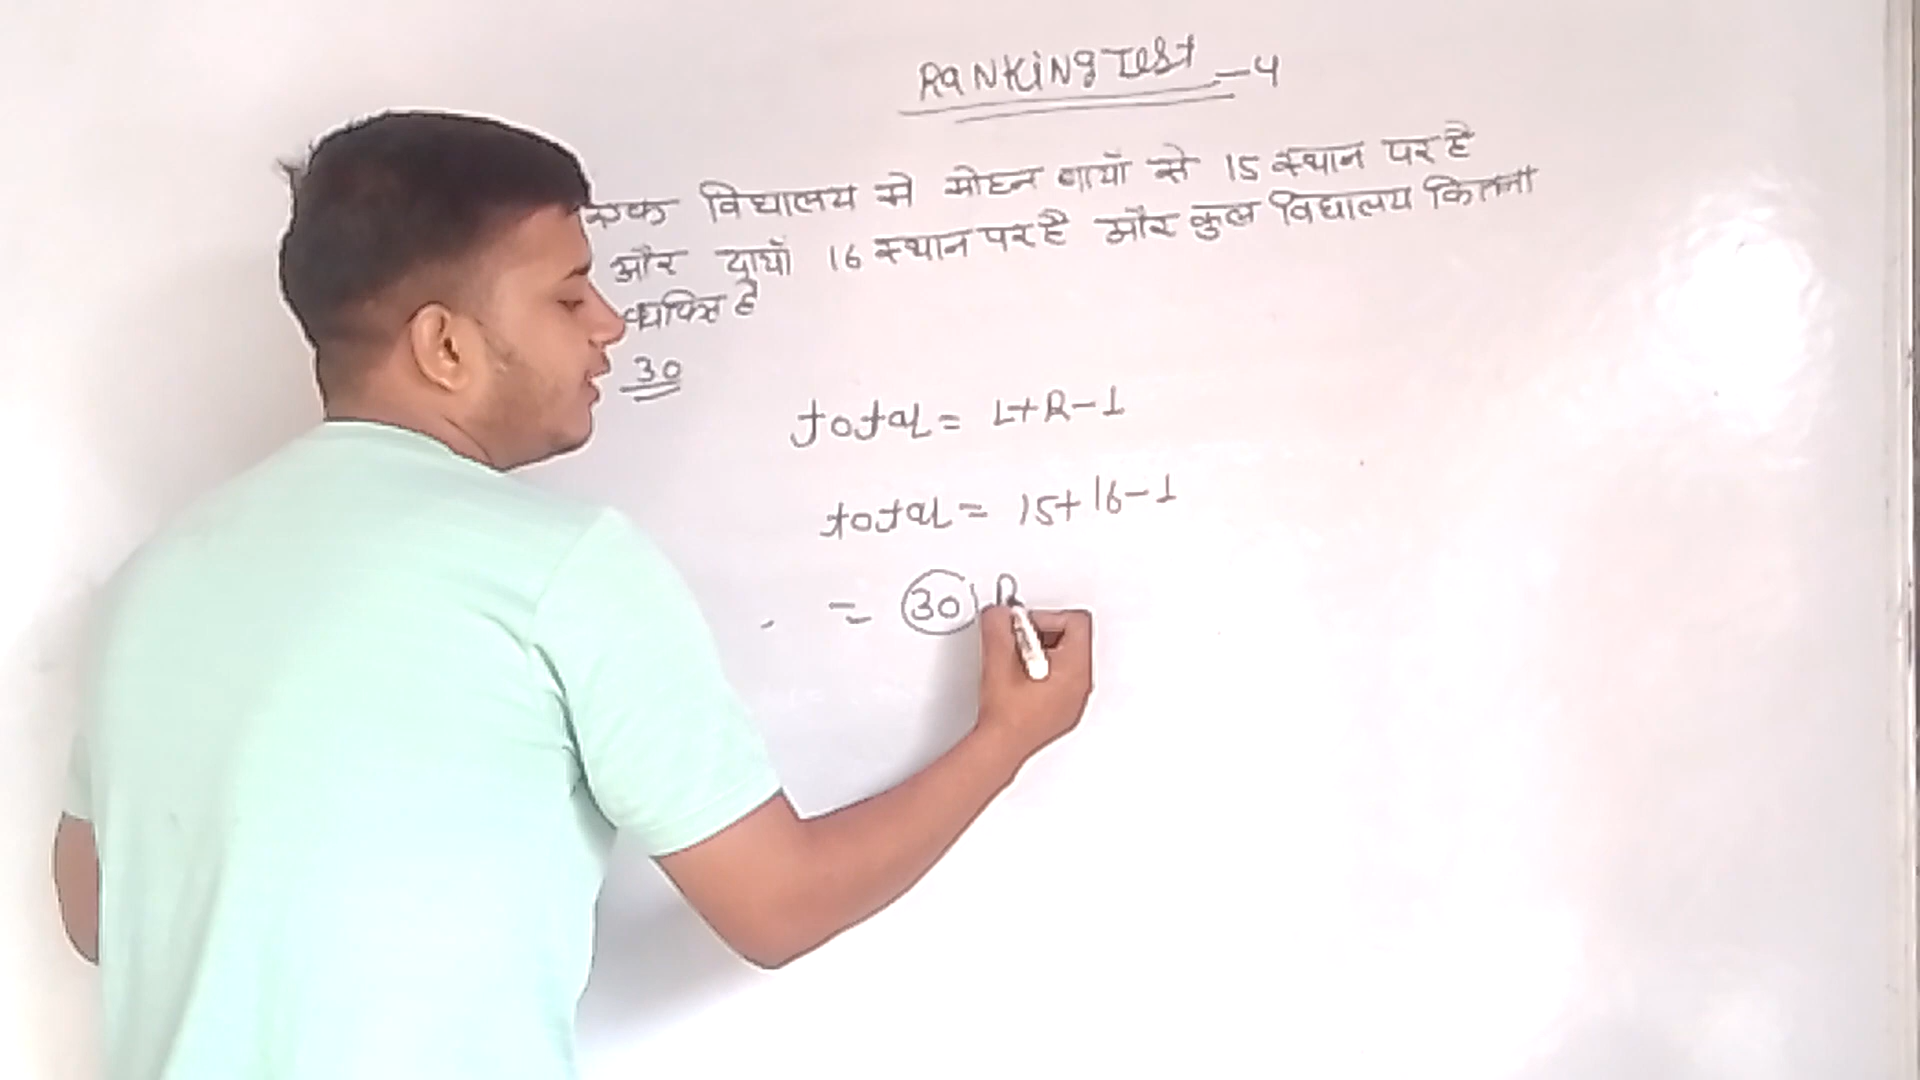 RANKING TEST - 4
एक विद्यालय में मोहन बायाँ से 15 स्थान पर है
और दायाँ 16 स्थान पर है और कुल विद्यालय कितना
व्यक्ति है
30
total = L+R-1
total = 15+16-1
= 30 R